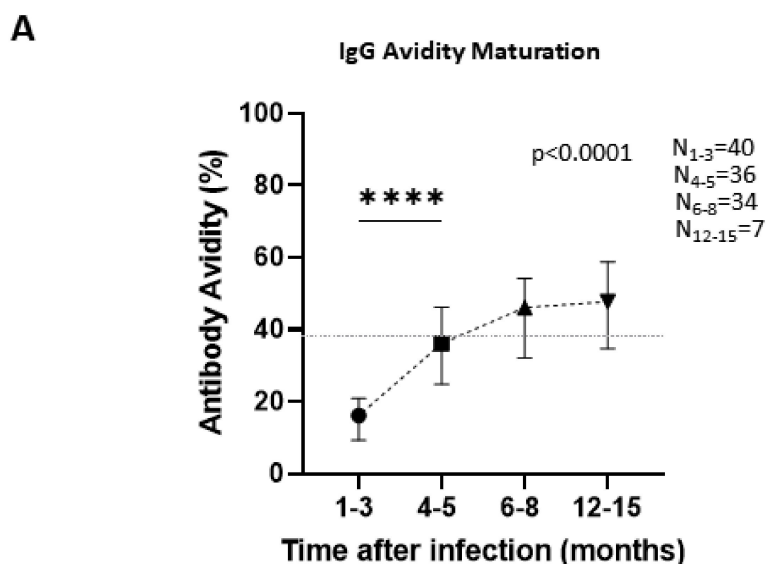 A
IgG Avidity Maturation
Antibody Avidity (%)
100
80
60
40
20
0
p<0.0001
N1-3=40
N4-5=36
N6-8=34
N12-15=7
****
1-3 4-5 6-8 12-15
Time after infection (months)